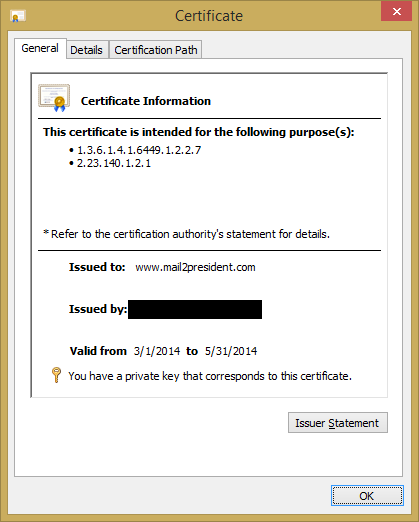 Certificate
General Details Certification Path
Certificate Information
This certificate is intended for the following purpose(s):
• 1.3.6.1.4.1.6449.1.2.2.7
• 2.23.140.1.2.1
* Refer to the certification authority's statement for details.
Issued to: www.mail2president.com
Issued by:
Valid from 3/1/2014 to 5/31/2014
You have a private key that corresponds to this certificate.
Issuer Statement
OK